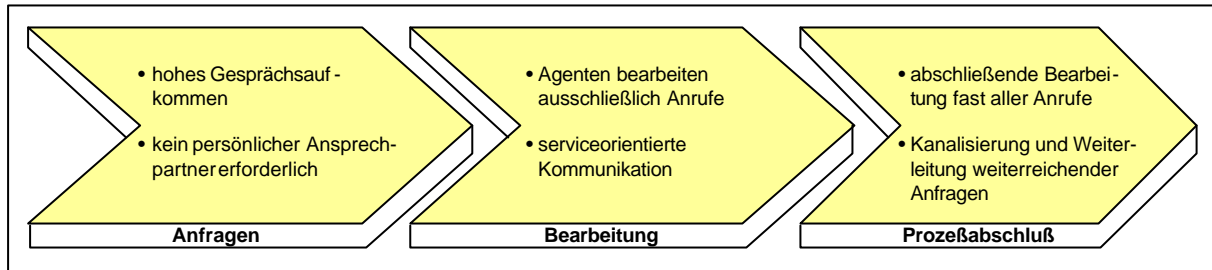 • hohes Gesprächsauf -
kommen
• kein persönlicher Ansprech-
partner erforderlich
Anfragen
• Agenten bearbeiten
ausschließlich Anrufe
• serviceorientierte
Kommunikation
Bearbeitung
• abschließende Bearbei-
tung fast aller Anrufe
• Kanalisierung und Weiter-
leitung weiterreichender
Anfragen
Prozeßabschluß